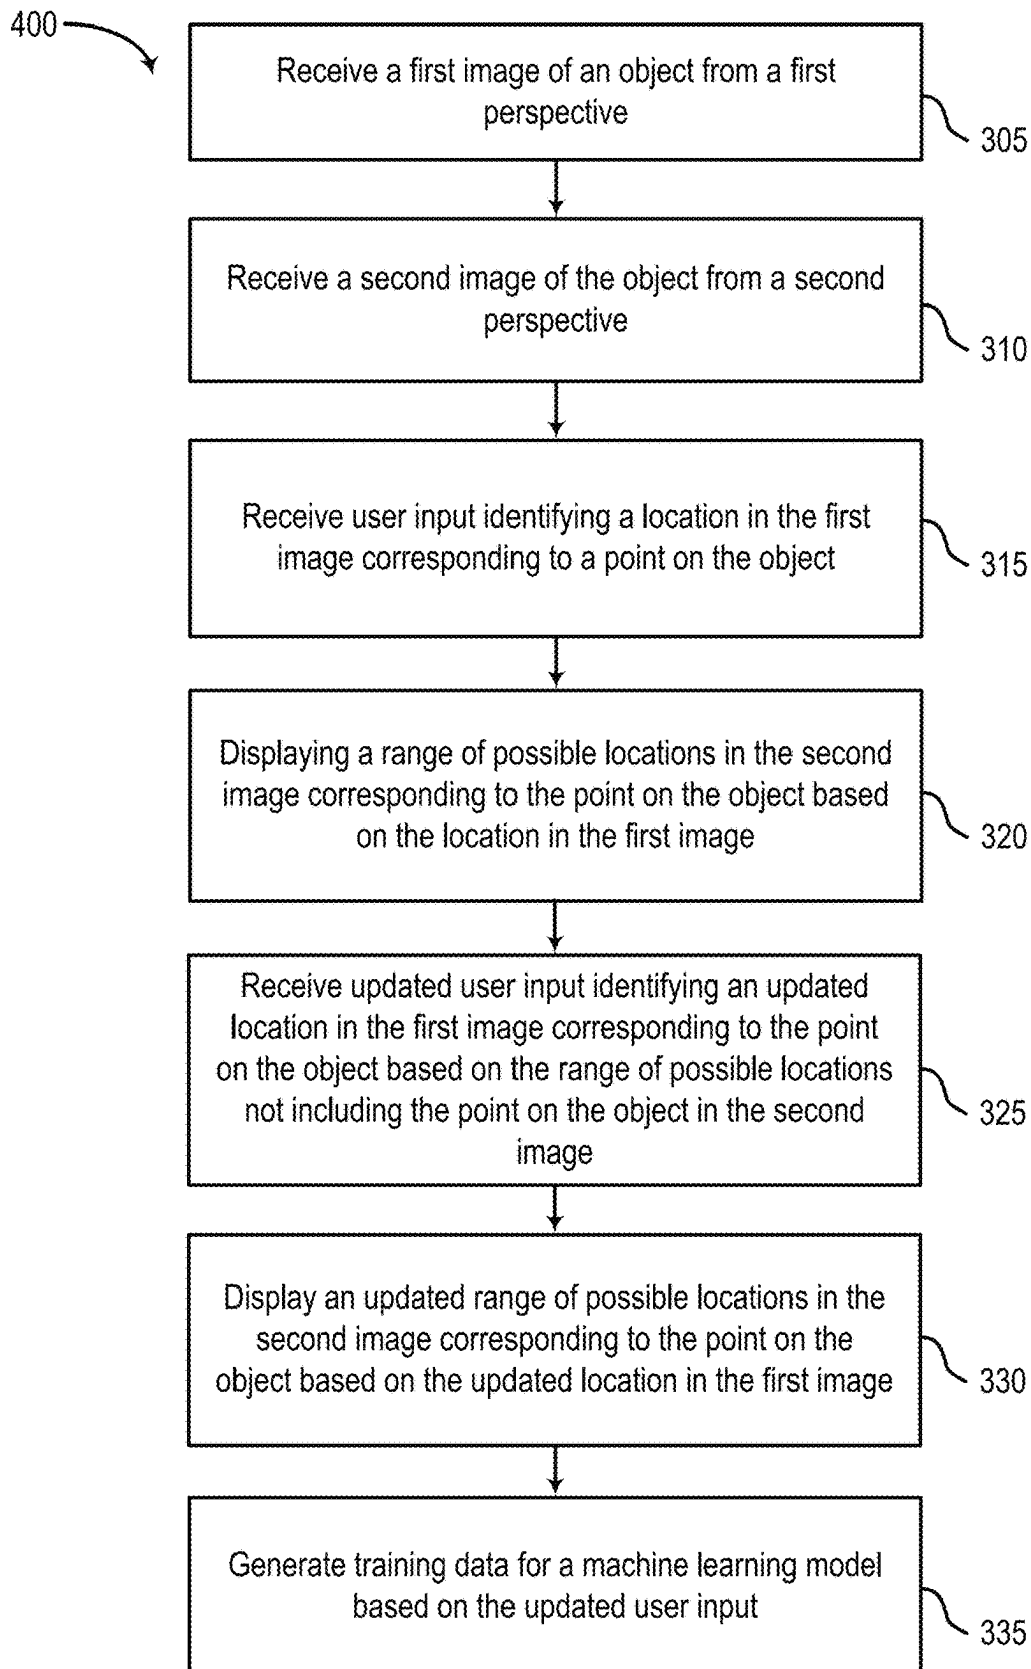 400
Receive a first image of an object from a first
perspective
305
Receive a second image of the object from a second
perspective
310
Receive user input identifying a location in the first
image corresponding to a point on the object
315
Displaying a range of possible locations in the second
image corresponding to the point on the object based
on the location in the first image
320
Receive updated user input identifying an updated
location in the first image corresponding to the point
on the object based on the range of possible locations
not including the point on the object in the second
image
325
Display an updated range of possible locations in the
second image corresponding to the point on the
object based on the updated location in the first image
330
Generate training data for a machine learning model
based on the updated user input
335